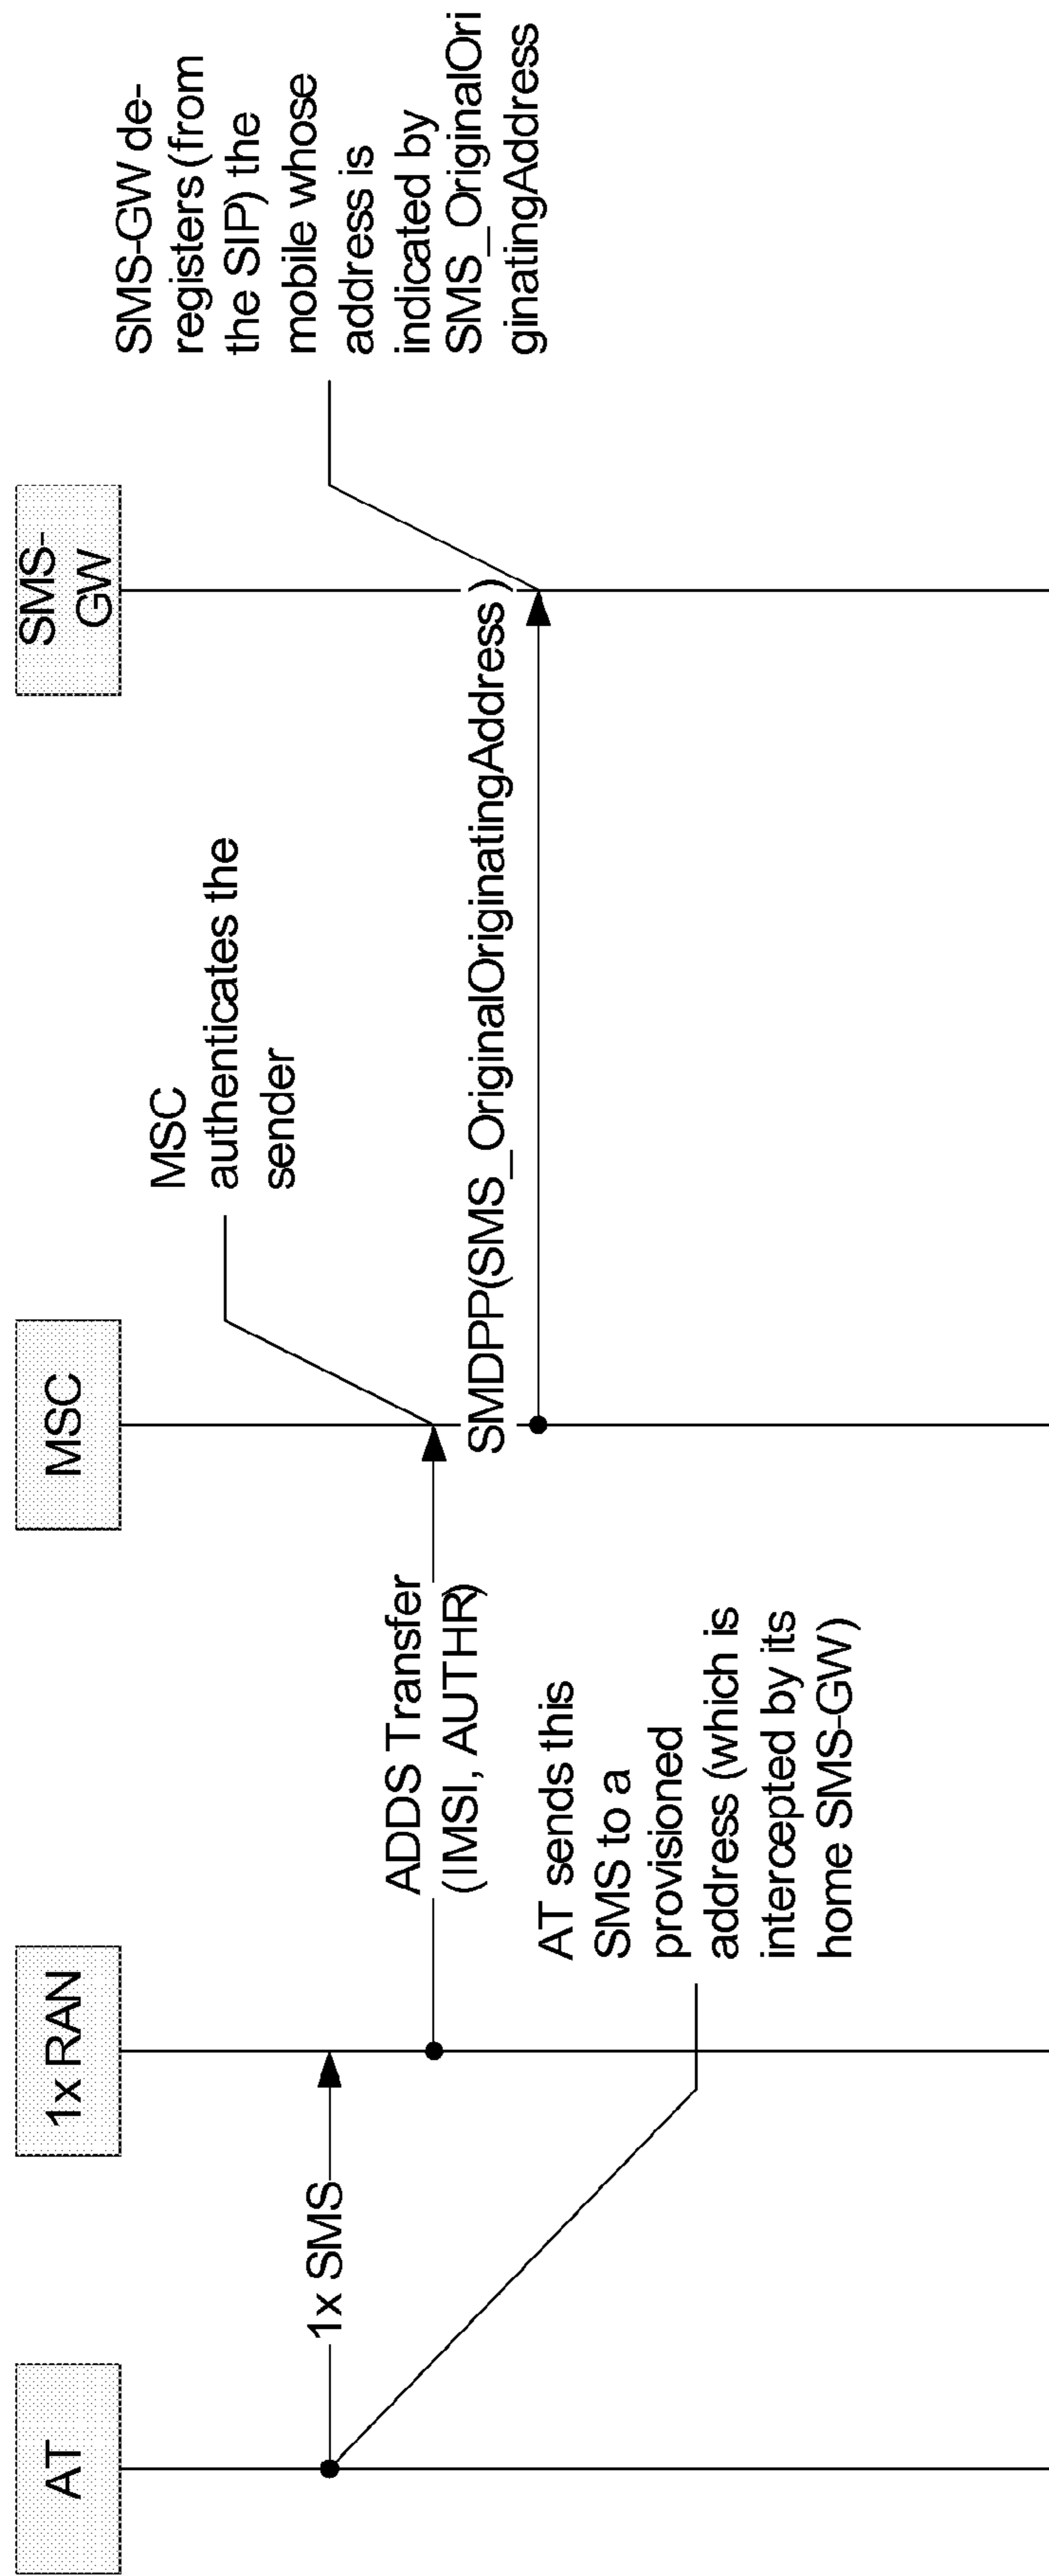 AT
1x RAN
MSC
SMS-
GW
1x SMS
ADDS Transfer
(IMSI, AUTHR)
MSC
authenticates the
sender
SMDPP(SMS_OriginalOriginatingAddress )
SMS-GW de-
registers (from
the SIP) the
mobile whose
address is
indicated by
SMS_OriginalOri
ginatingAddress
AT sends this
SMS to a
provisioned
address (which is
intercepted by its
home SMS-GW)